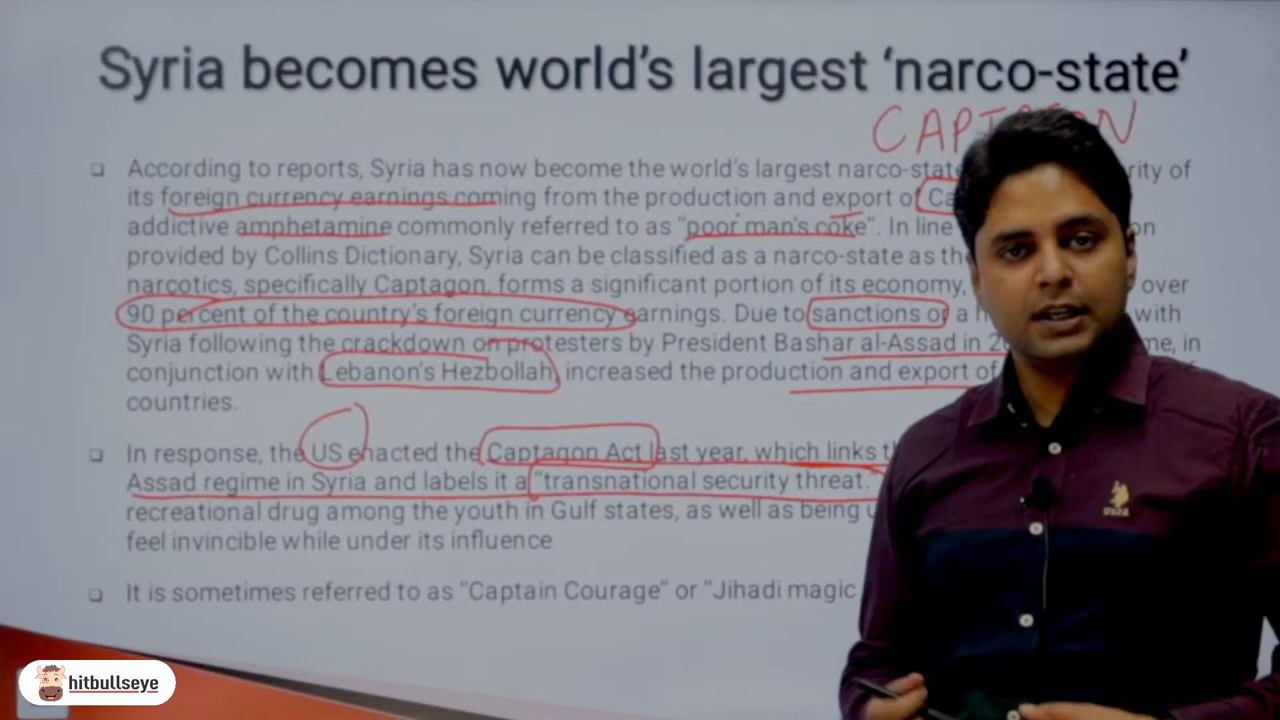 Syria becomes world's largest 'narco-state'
CAPT
N
According to reports, Syria has now become the world's largest narco-state
rity of
its foreign currency earnings coming from the production and export of
addictive amphetamine commonly referred to as "poor man's coke". In line
on
provided by Collins Dictionary, Syria can be classified as a narco-state as the
narcotics, specifically Captagon, forms a significant portion of its economy,
over
90 percent of the country's foreign currency earnings. Due to sanctions or a
with
Syria following the crackdown on protesters by President Bashar al-Assad in
me, in
conjunction with Lebanon's Hezbollah, increased the production and export of
countries.
In response, the US enacted the Captagon Act last year, which links
Assad regime in Syria and labels it a "transnational security threat."
recreational drug among the youth in Gulf states, as well as being
feel invincible while under its influence
It is sometimes referred to as "Captain Courage" or "Jihadi magic
hitbullseye